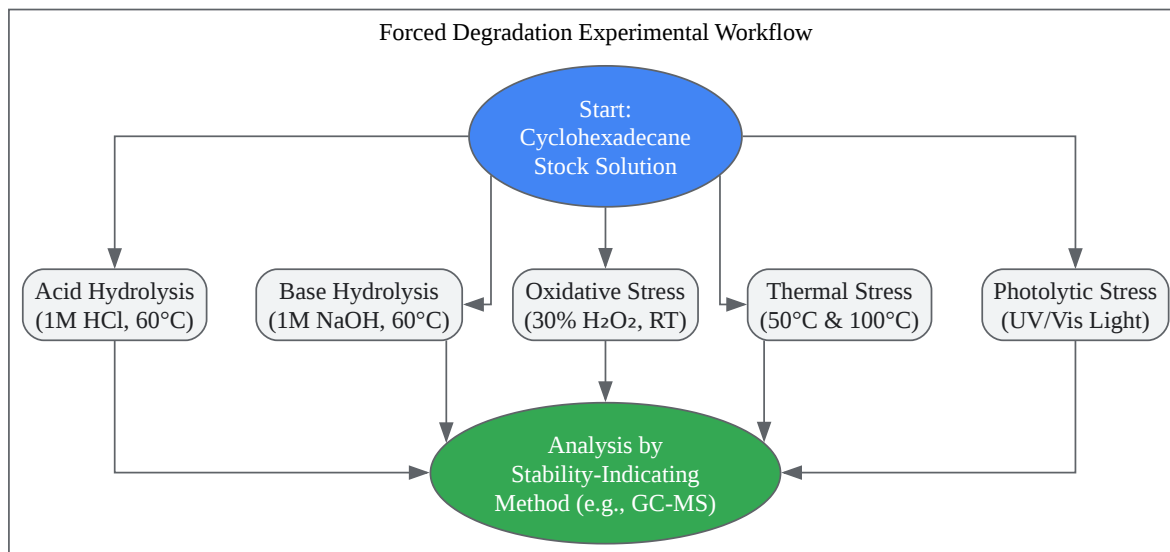 Forced Degradation Experimental Workflow
Start:
Cyclohexadecane
Stock Solution
Acid Hydrolysis
(1M HCl, 60°C)
Base Hydrolysis
(1M NaOH, 60°C)
Oxidative Stress
(30% H₂O₂, RT)
Thermal Stress
(50°C & 100°C)
Photolytic Stress
(UV/Vis Light)
Analysis by
Stability-Indicating
Method (e.g., GC-MS)